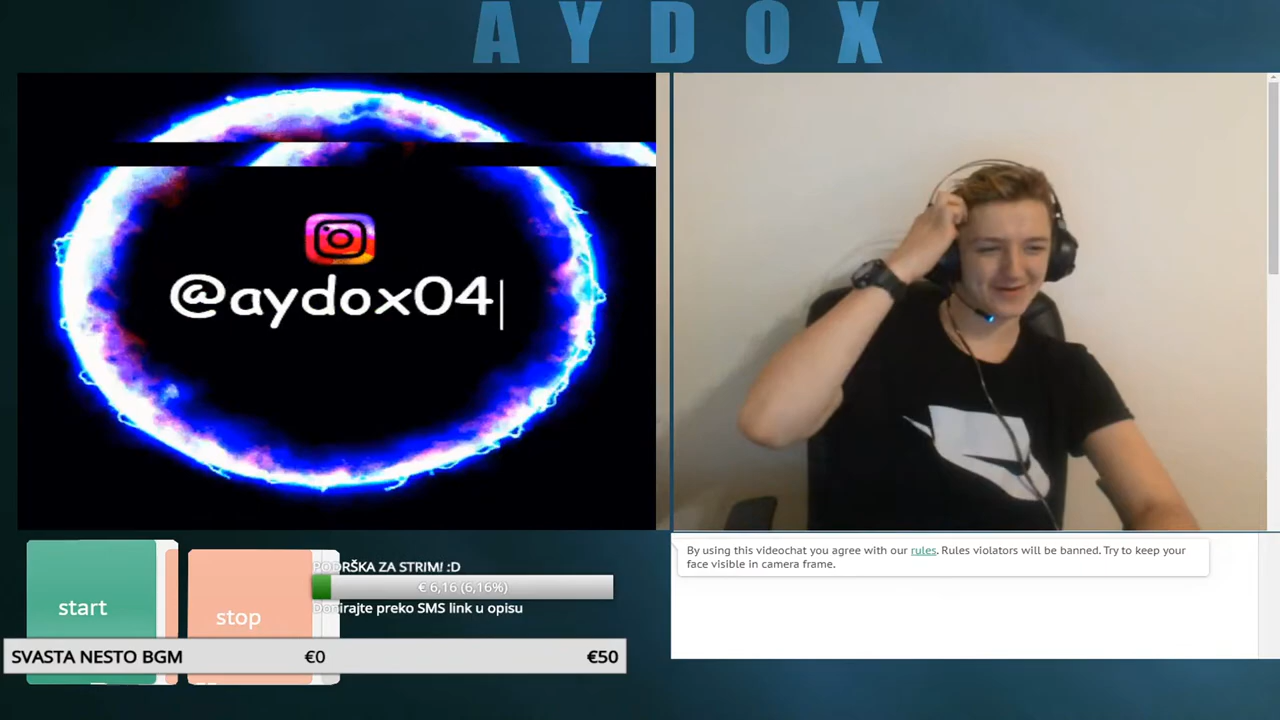 AYDOX
@aydox04
By using this videochat you agree with our rules. Rules violators will be banned. Try to keep your
face visible in camera frame.
start
stop
PODRŠKA ZA STRIM! :D
€ 6,16 (6,16%)
Donirajte preko SMS link u opisu
SVASTA NESTO BGM €0 €50